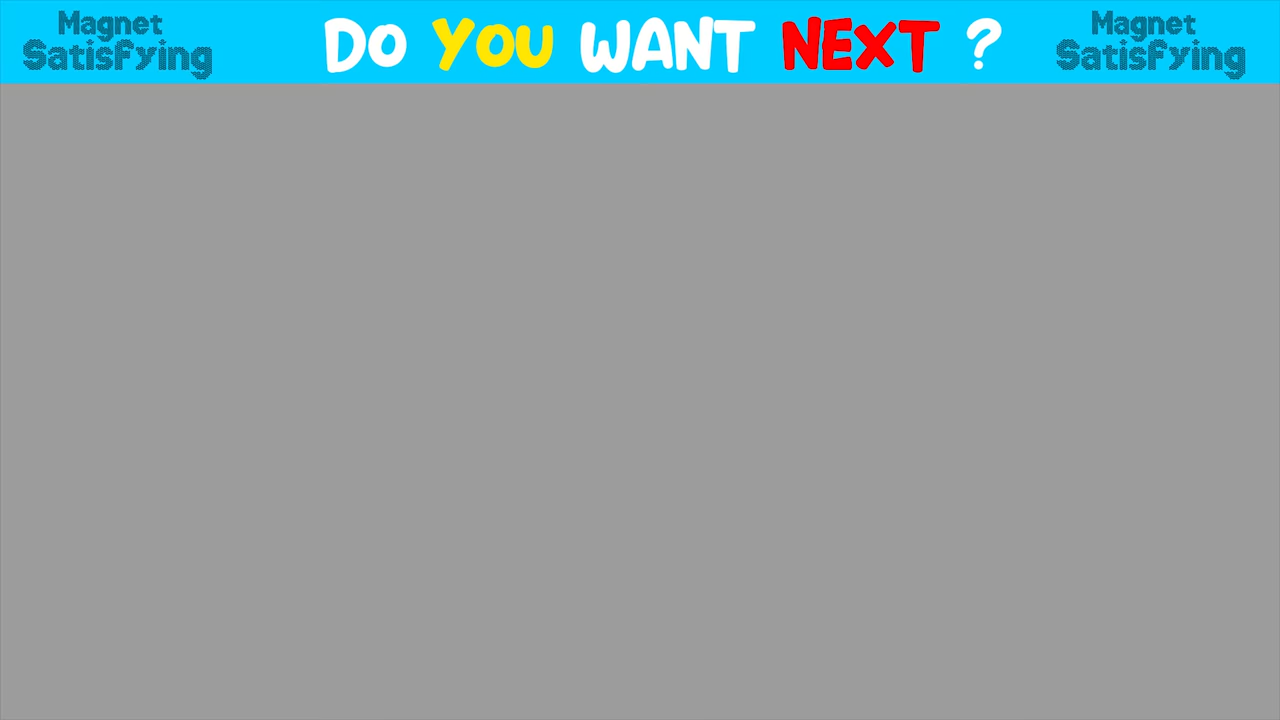 Magnet
Satisfying
DO YOU WANT NEXT ?
Magnet
Satisfying